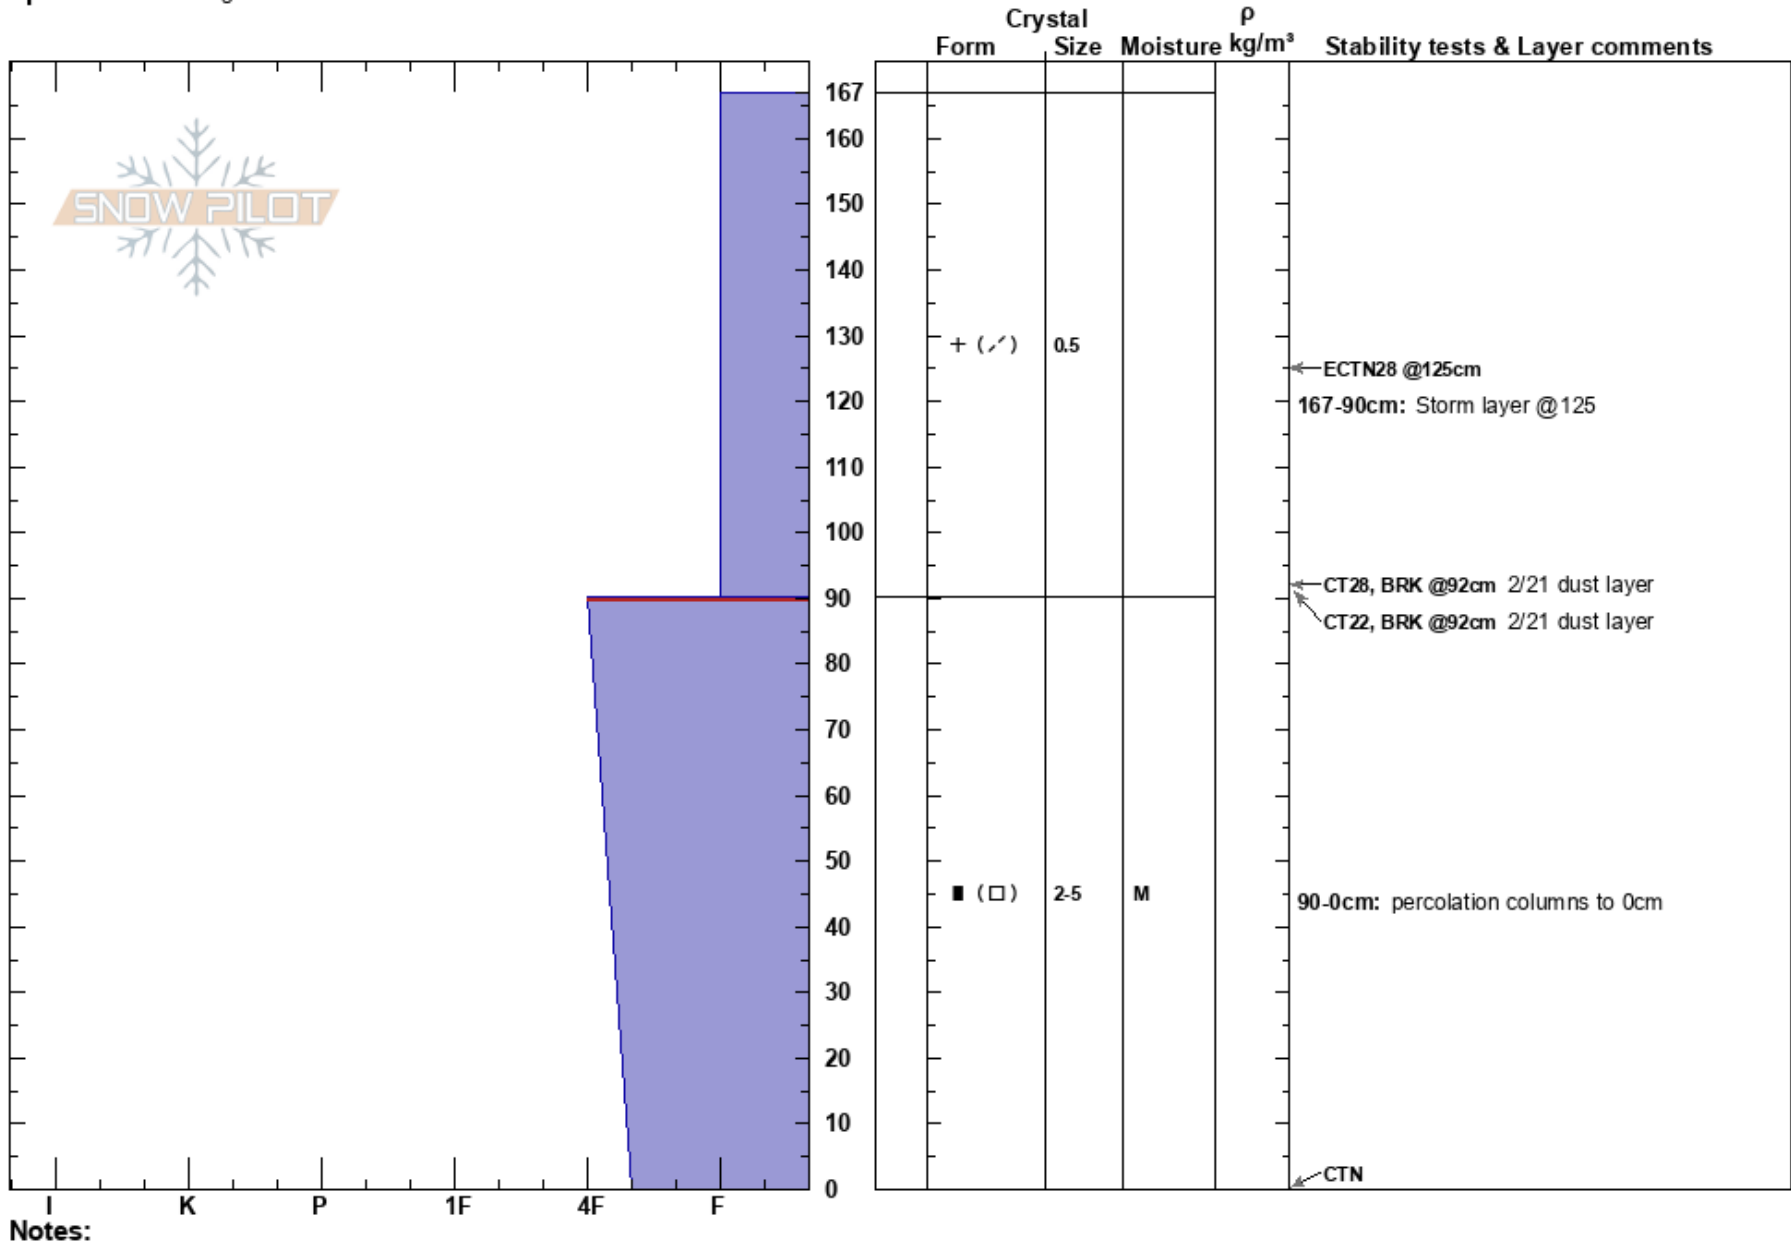 Crystal ρ
Form Size Moisture kg/m³ Stability tests & Layer comments
167
160
SNOW PILOT
150
140
130
+ (⟋) 0.5
ECTN28 @125cm
120
167-90cm: Storm layer @125
110
100
CT28, BRK @92cm 2/21 dust layer
90
CT22, BRK @92cm 2/21 dust layer
80
70
60
50
■ (□) 2-5 M
90-0cm: percolation columns to 0cm
40
30
20
10
CTN
0
I K P 1F 4F F
Notes: